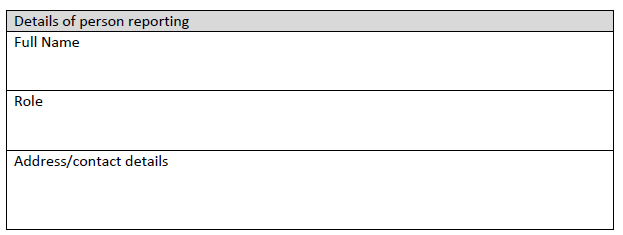 Details of person reporting
Full Name
Role
Address/contact details